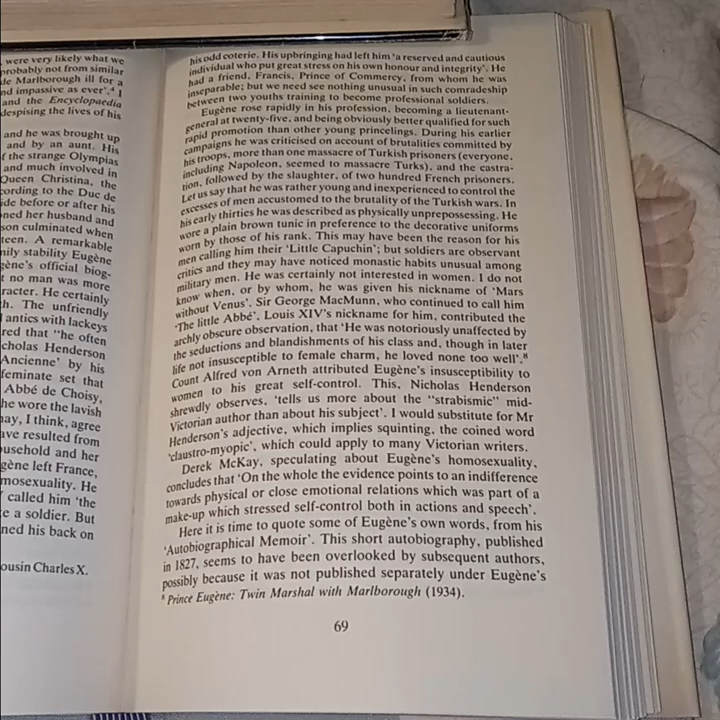 , were very likely what we
probably not from similar
de Marlborough ill for a
nd impassive as ever'.⁴ I
and the Encyclopaedia
despising the lives of his
and he was brought up
and by an aunt. His
f the strange Olympias
and much involved in
Queen Christina, the
cording to the Duc de
ide before or after his
ned her husband and
son culminated when
teen. A remarkable
nily stability Eugène
gène's official biog-
t no man was more
racter. He certainly
h. The unfriendly
l antics with lackeys
red that "he often
cholas Henderson
Ancienne' by his
feminate set that
Abbé de Choisy,
he wore the lavish
nay, I think, agree
ave resulted from
ousehold and her
gène left France,
mosexuality. He
called him 'the
e a soldier. But
ned his back on
ousin Charles X.
his odd coterie. His upbringing had left him 'a reserved and cautious
individual who put great stress on his own honour and integrity'. He
had a friend, Francis, Prince of Commercy, from whom he was
inseparable; but we need see nothing unusual in such comradeship
between two youths training to become professional soldiers.
Eugène rose rapidly in his profession, becoming a lieutenant-
general at twenty-five, and being obviously better qualified for such
rapid promotion than other young princelings. During his earlier
campaigns he was criticised on account of brutalities committed by
his troops, more than one massacre of Turkish prisoners (everyone,
including Napoleon, seemed to massacre Turks), and the castra-
tion, followed by the slaughter, of two hundred French prisoners.
Let us say that he was rather young and inexperienced to control the
excesses of men accustomed to the brutality of the Turkish wars. In
his early thirties he was described as physically unprepossessing. He
wore a plain brown tunic in preference to the decorative uniforms
worn by those of his rank. This may have been the reason for his
men calling him their 'Little Capuchin'; but soldiers are observant
critics and they may have noticed monastic habits unusual among
military men. He was certainly not interested in women. I do not
know when, or by whom, he was given his nickname of 'Mars
without Venus'. Sir George MacMunn, who continued to call him
'The little Abbé', Louis XIV's nickname for him, contributed the
archly obscure observation, that 'He was notoriously unaffected by
the seductions and blandishments of his class and, though in later
life not insusceptible to female charm, he loved none too well'.⁸
Count Alfred von Arneth attributed Eugène's insusceptibility to
women to his great self-control. This, Nicholas Henderson
shrewdly observes, 'tells us more about the "strabismic" mid-
Victorian author than about his subject'. I would substitute for Mr
Henderson's adjective, which implies squinting, the coined word
'claustro-myopic', which could apply to many Victorian writers.
Derek McKay, speculating about Eugène's homosexuality,
concludes that 'On the whole the evidence points to an indifference
towards physical or close emotional relations which was part of a
make-up which stressed self-control both in actions and speech'.
Here it is time to quote some of Eugène's own words, from his
'Autobiographical Memoir'. This short autobiography, published
in 1827, seems to have been overlooked by subsequent authors,
possibly because it was not published separately under Eugène's
⁸ Prince Eugène: Twin Marshal with Marlborough (1934).
69